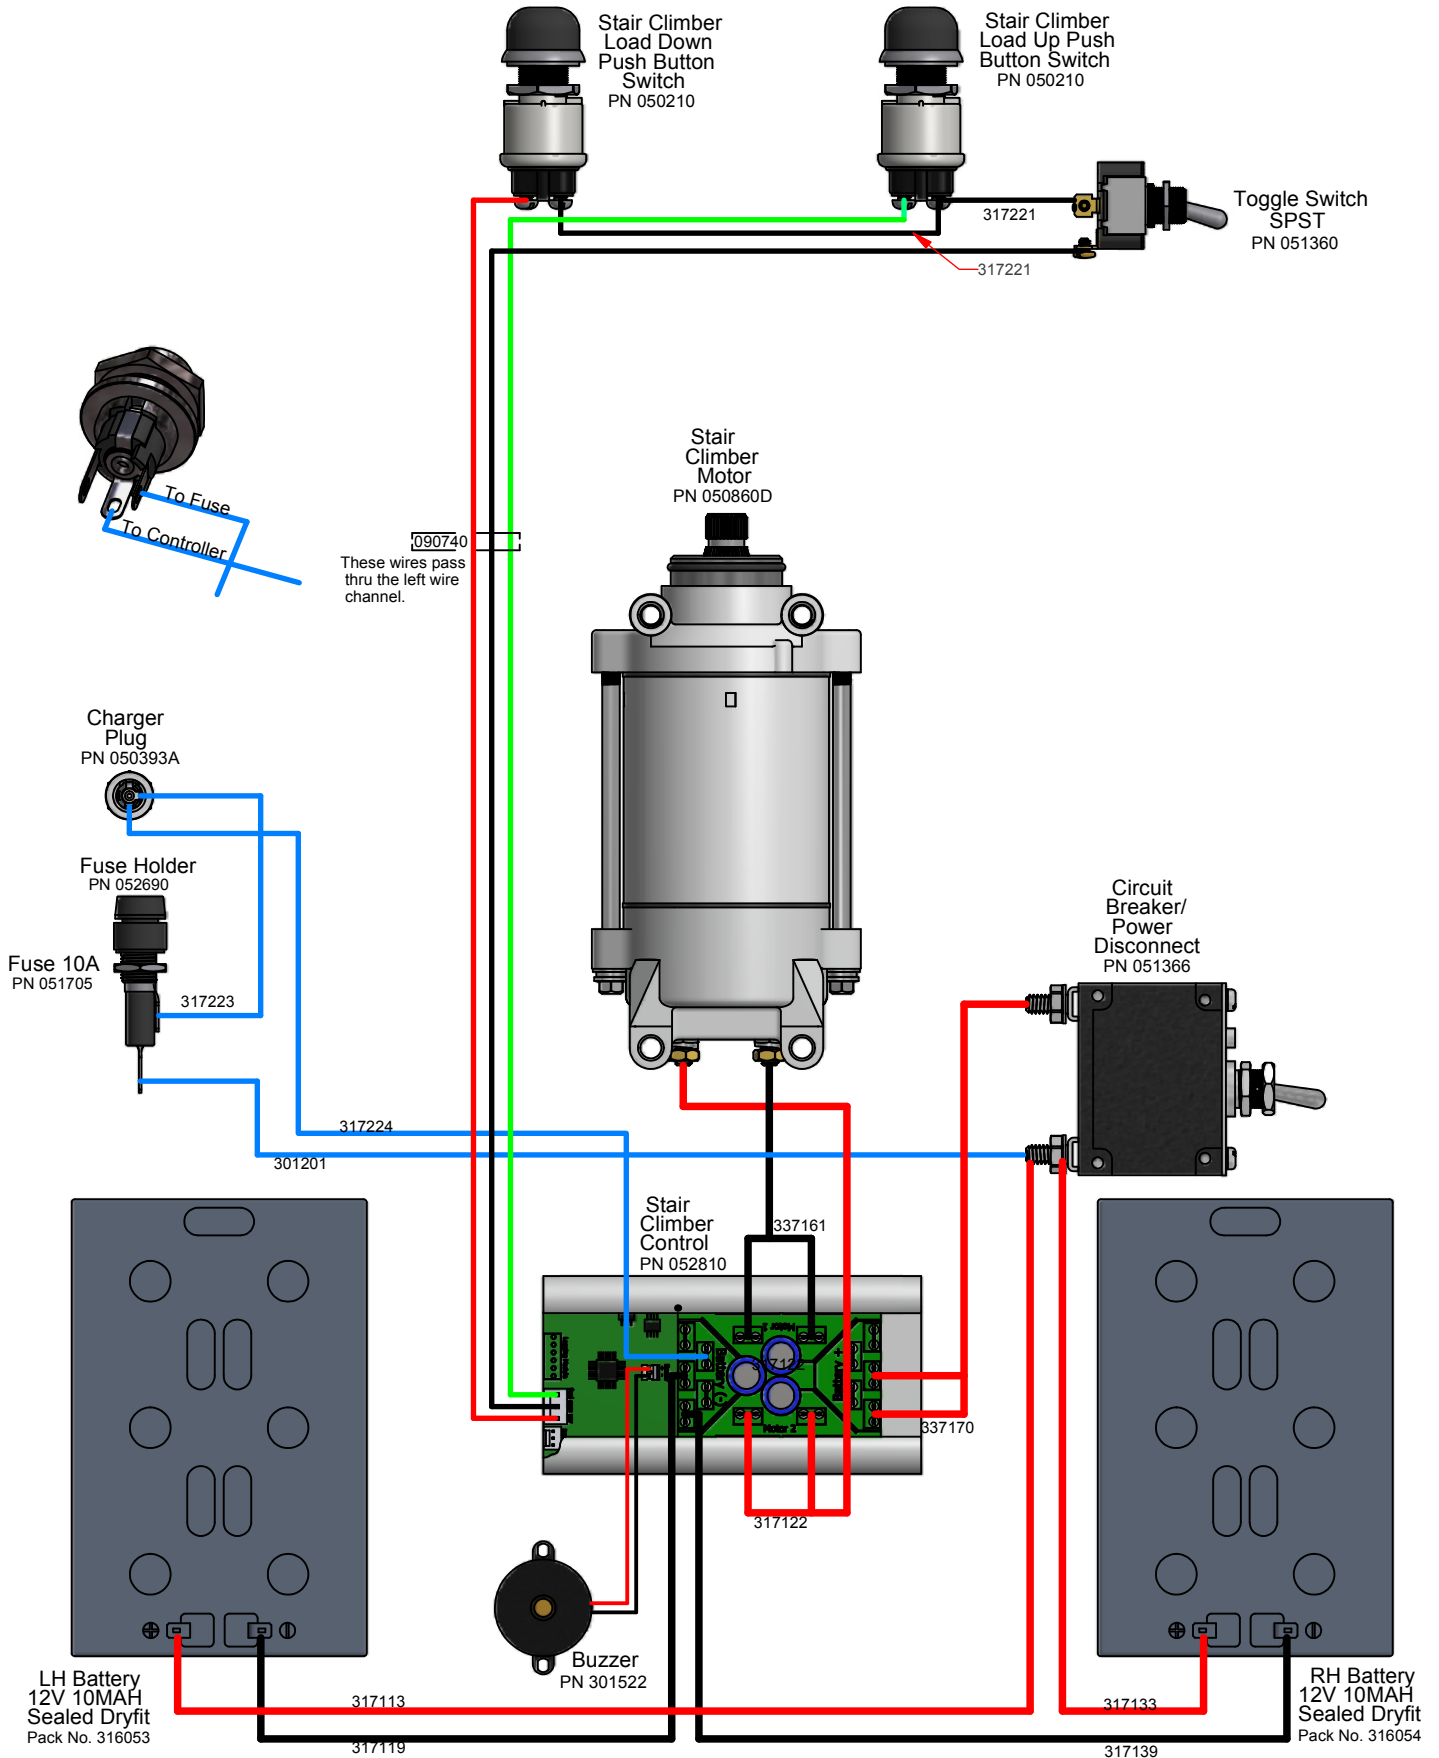 Stair Climber
Load Down
Push Button
Switch
PN 050210
Stair Climber
Load Up Push
Button Switch
PN 050210
Toggle Switch
SPST
PN 051360
317221
317221
To Fuse
To Controller
090740
These wires pass
thru the left wire
channel.
Stair
Climber
Motor
PN 050860D
Charger
Plug
PN 050393A
Fuse Holder
PN 052690
Fuse 10A
PN 051705
317223
Circuit
Breaker/
Power
Disconnect
PN 051366
317224
301201
Stair
Climber
Control
PN 052810
337161
Battery (-)
317122
Motor 2
337170
317122
Buzzer
PN 301522
LH Battery
12V 10MAH
Sealed Dryfit
Pack No. 316053
317113
317119
RH Battery
12V 10MAH
Sealed Dryfit
Pack No. 316054
317133
317139